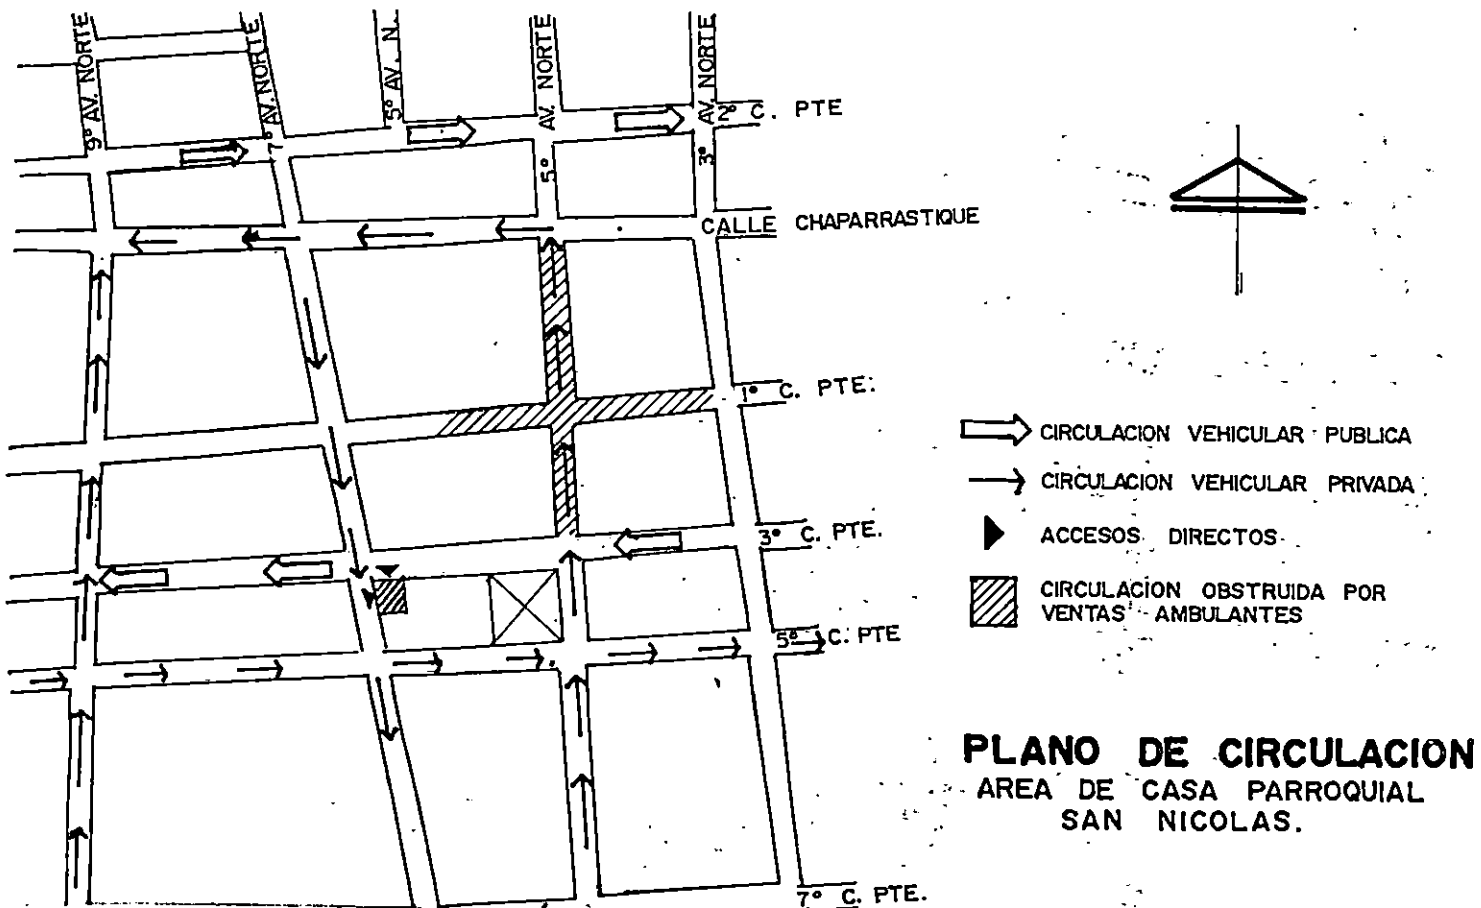 9° AV. NORTE
7° AV. NORTE
5° AV. N.
5° AV. NORTE
3° AV NORTE
2° C. PTE
CALLE CHAPARRASTIQUE
1° C. PTE.
3° C. PTE.
5° C. PTE
7° C. PTE.
CIRCULACION VEHICULAR PUBLICA
CIRCULACION VEHICULAR PRIVADA
ACCESOS DIRECTOS
CIRCULACION OBSTRUIDA POR
VENTAS AMBULANTES
PLANO DE CIRCULACION
AREA DE CASA PARROQUIAL
SAN NICOLAS.